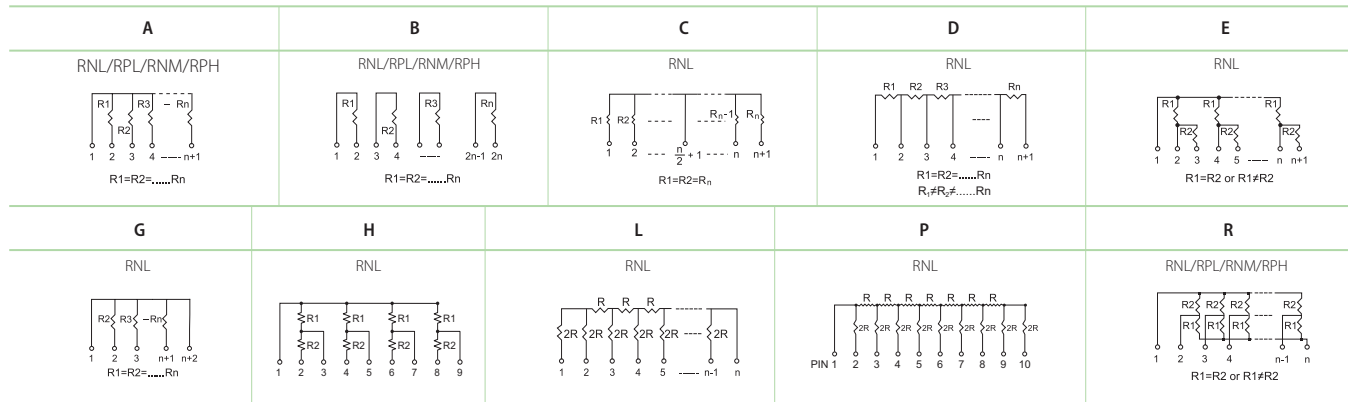 A B C D E
RNL/RPL/RNM/RPH
R1 R3 – Rn
R2
1 2 3 4 ----- n+1
R1=R2=......Rn
RNL/RPL/RNM/RPH
R1 R3 Rn
R2
1 2 3 4 ----- 2n-1 2n
R1=R2=......Rn
RNL
R1 R2 Rn-1 Rn
1 2 ---- n/2 + 1 ----- n n+1
R1=R2=Rn
RNL
R1 R2 R3 Rn
1 2 3 4 n n+1
R1=R2=......Rn
R₁≠R₂≠......Rn
RNL
R1 R1 R1
R2 R2 R2
1 2 3 4 5 ---- n n+1
R1=R2 or R1≠R2
G H L P R
RNL
R2 R3 –Rn
1 2 3 n+1 n+2
R1=R2=......Rn
RNL
R1 R1 R1 R1
R2 R2 R2 R2
1 2 3 4 5 6 7 8 9
RNL
R R R
2R 2R 2R 2R 2R 2R
1 2 3 4 5 ----- n-1 n
RNL
R R R R R R
2R 2R 2R 2R 2R 2R 2R 2R
PIN 1 2 3 4 5 6 7 8 9 10
RNL/RPL/RNM/RPH
R2 R2 R2 R2
R1 R1 R1 R1
1 2 3 4 n-1 n
R1=R2 or R1≠R2